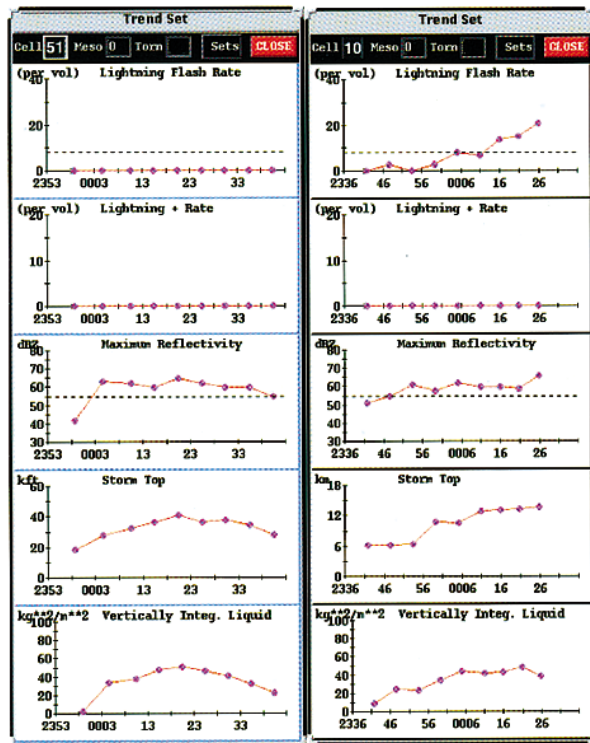 Trend Set
Cell 51 Meso 0 Torn Sets CLOSE
(per vol) Lightning Flash Rate
40
20
0
2353 0003 13 23 33
(per vol) Lightning + Rate
20
10
0
2353 0003 13 23 33
dBZ Maximum Reflectivity
80
70
60
50
40
30
2353 0003 13 23 33
kft Storm Top
60
40
20
0
2353 0003 13 23 33
kg**2/m**2 Vertically Integ. Liquid
100
80
60
40
20
0
2353 0003 13 23 33
Trend Set
Cell 10 Meso 0 Torn Sets CLOSE
(per vol) Lightning Flash Rate
40
20
0
2336 46 56 0006 16 26
(per vol) Lightning + Rate
20
10
0
2336 46 56 0006 16 26
dBZ Maximum Reflectivity
80
70
60
50
40
30
2336 46 56 0006 16 26
km Storm Top
18
12
6
0
2336 46 56 0006 16 26
kg**2/m**2 Vertically Integ. Liquid
100
80
60
40
20
0
2336 46 56 0006 16 26